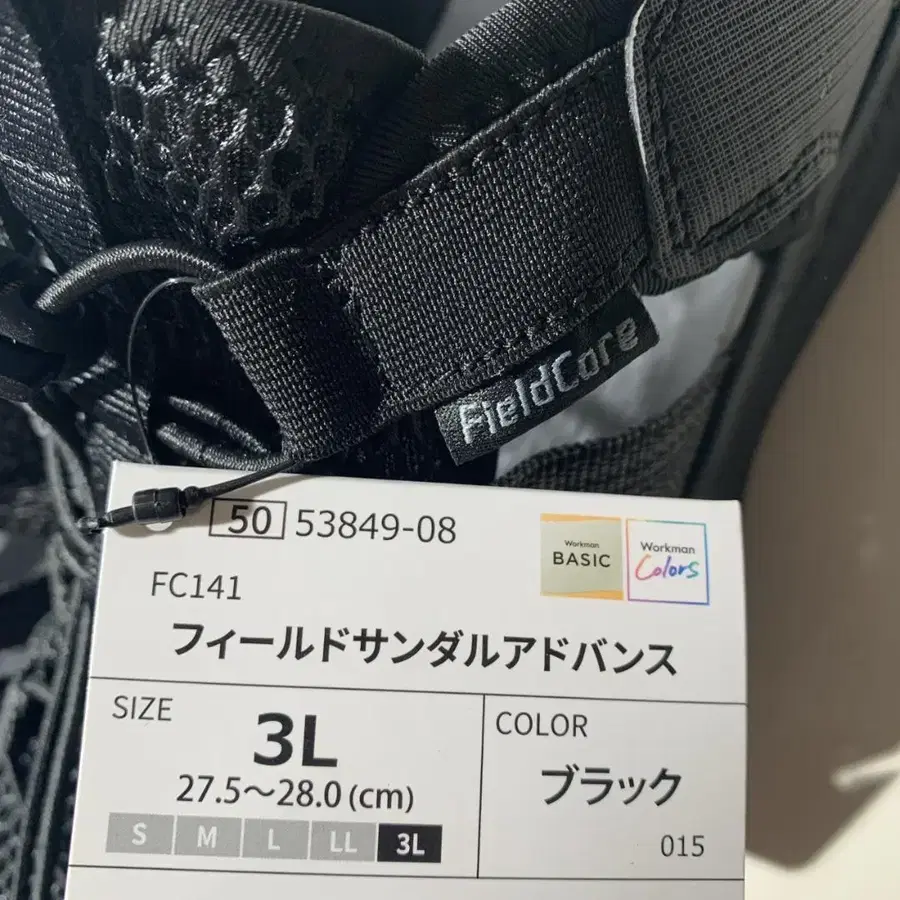 FieldCore
50 53849-08
Workman
BASIC
Workman
Colors
FC141
フィールドサンダルアドバンス
SIZE
3L
27.5～28.0(cm)
S M L LL 3L
COLOR
ブラック
015